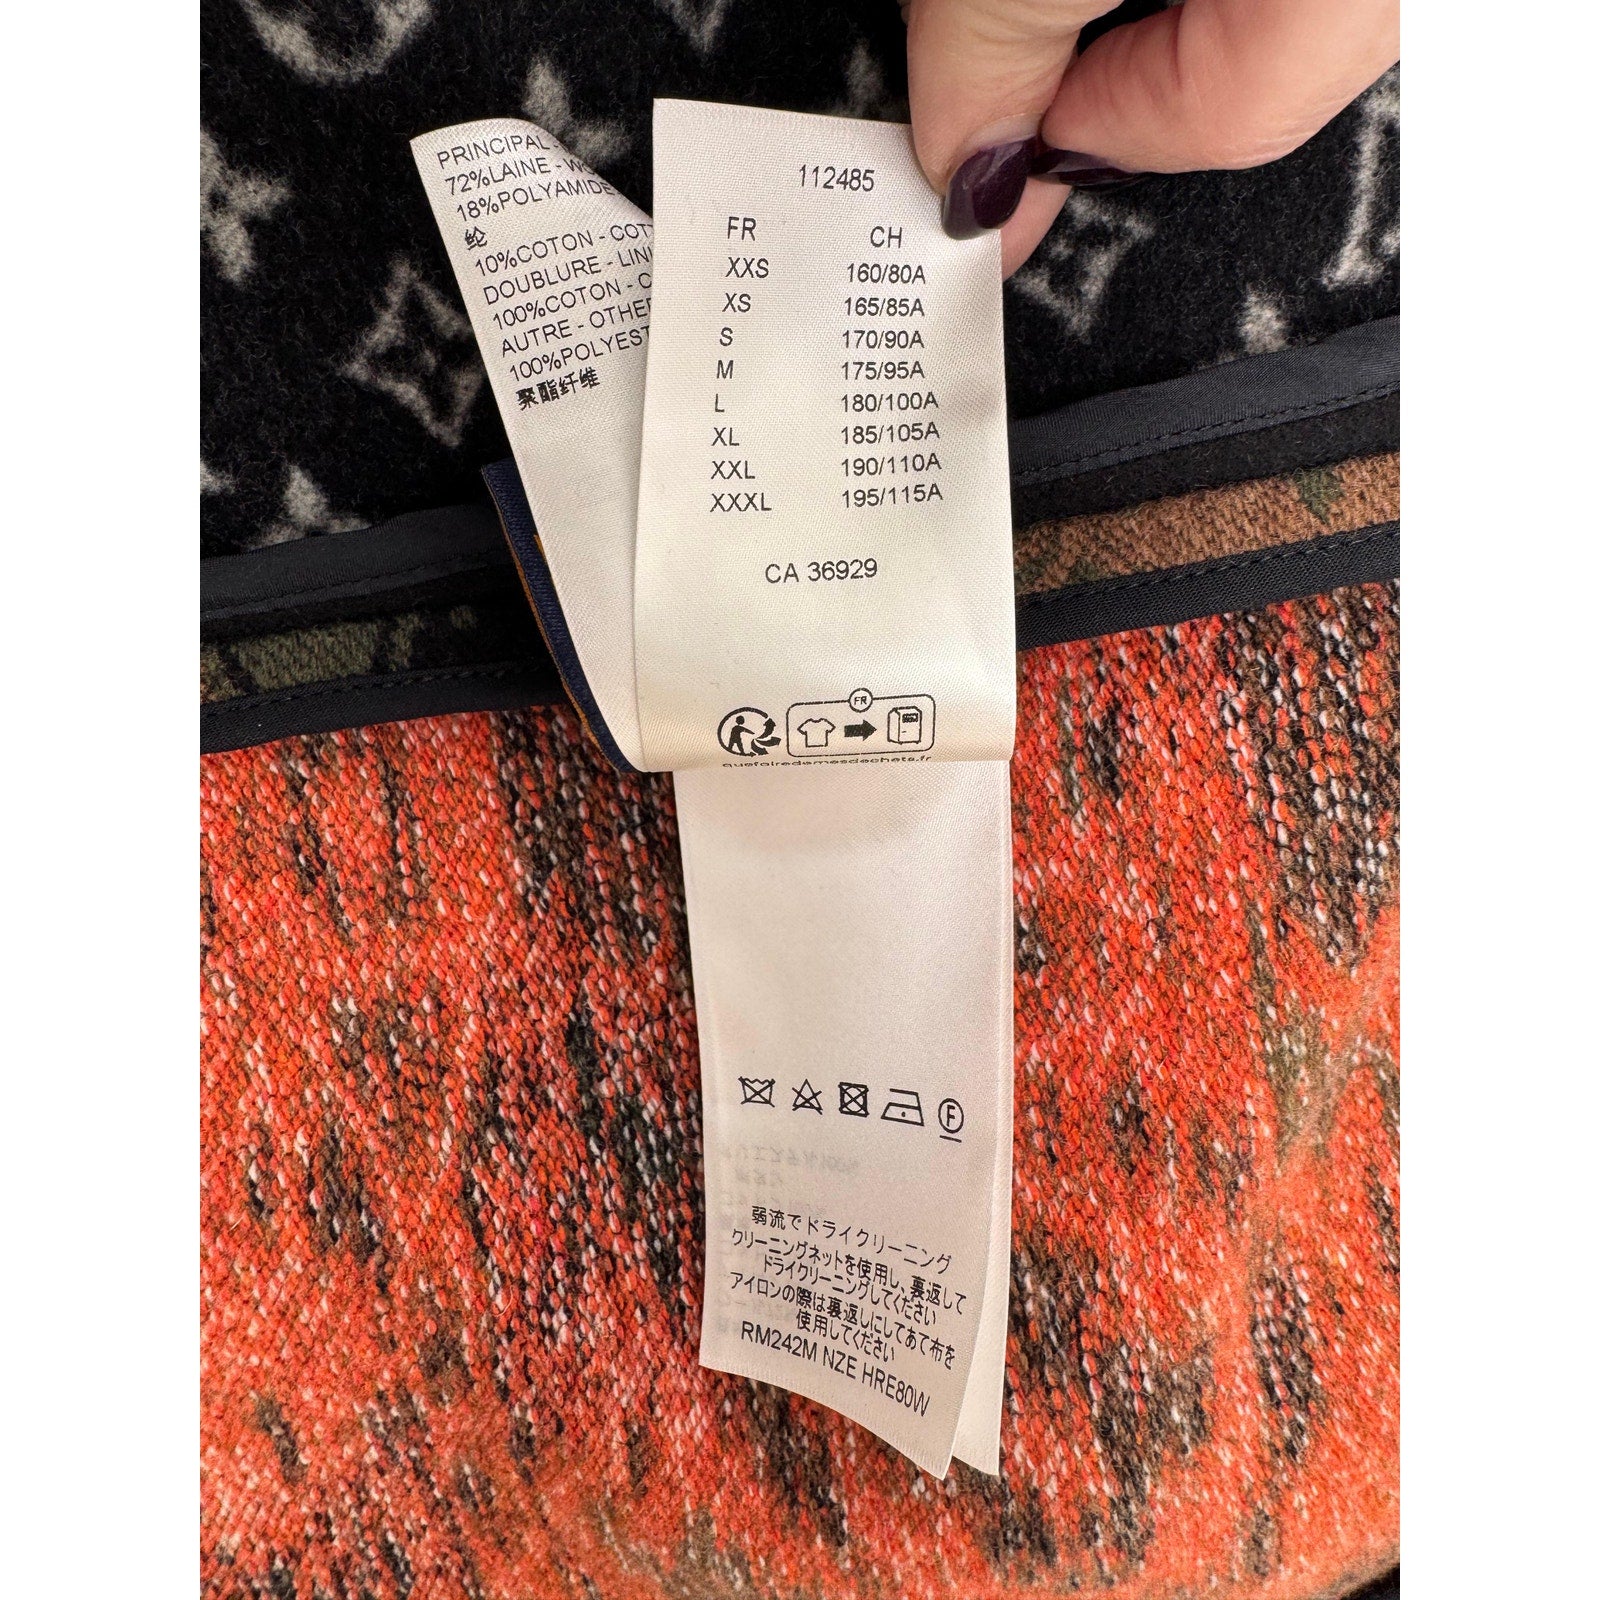 PRINCIPAL -
72%LAINE -
18%POLYAMIDE
纶
10%COTON -
DOUBLURE -
100%COTON -
AUTRE -
聚酯纤维
112485
FR CH
XXS 160/80A
XS 165/85A
S 170/90A
M 175/95A
L 180/100A
XL 185/105A
XXL 190/110A
XXXL 195/115A
CA 36929
FR
quefairedemesdechets.fr
F
弱流でドライクリーニング
クリーニングネットを使用し、裏返して
ドライクリーニングしてください
アイロンの際は裏返しにしてあて布を
使用してください
RM242M NZE HRE80W